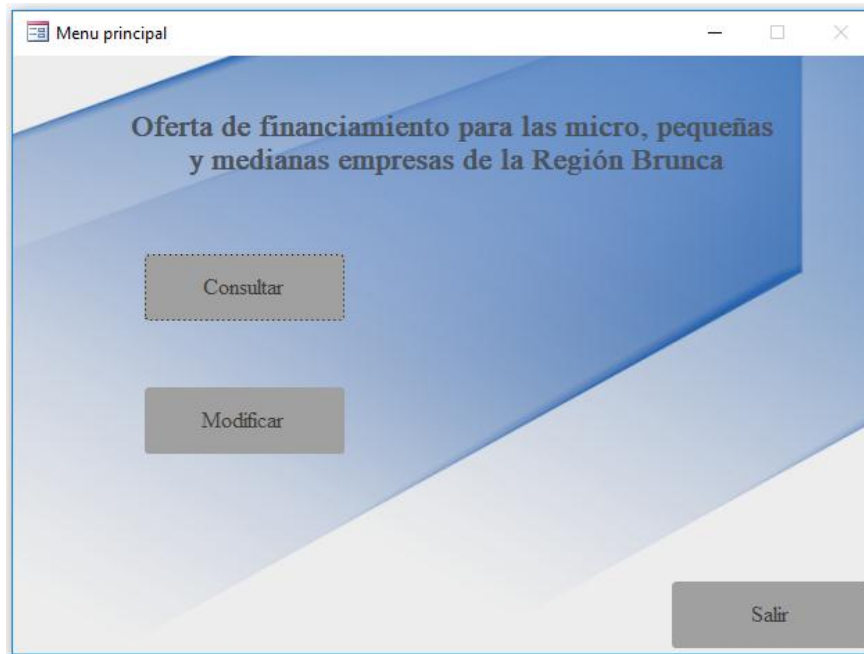 Menu principal
Oferta de financiamiento para las micro, pequeñas
y medianas empresas de la Región Brunca
Consultar
Modificar
Salir